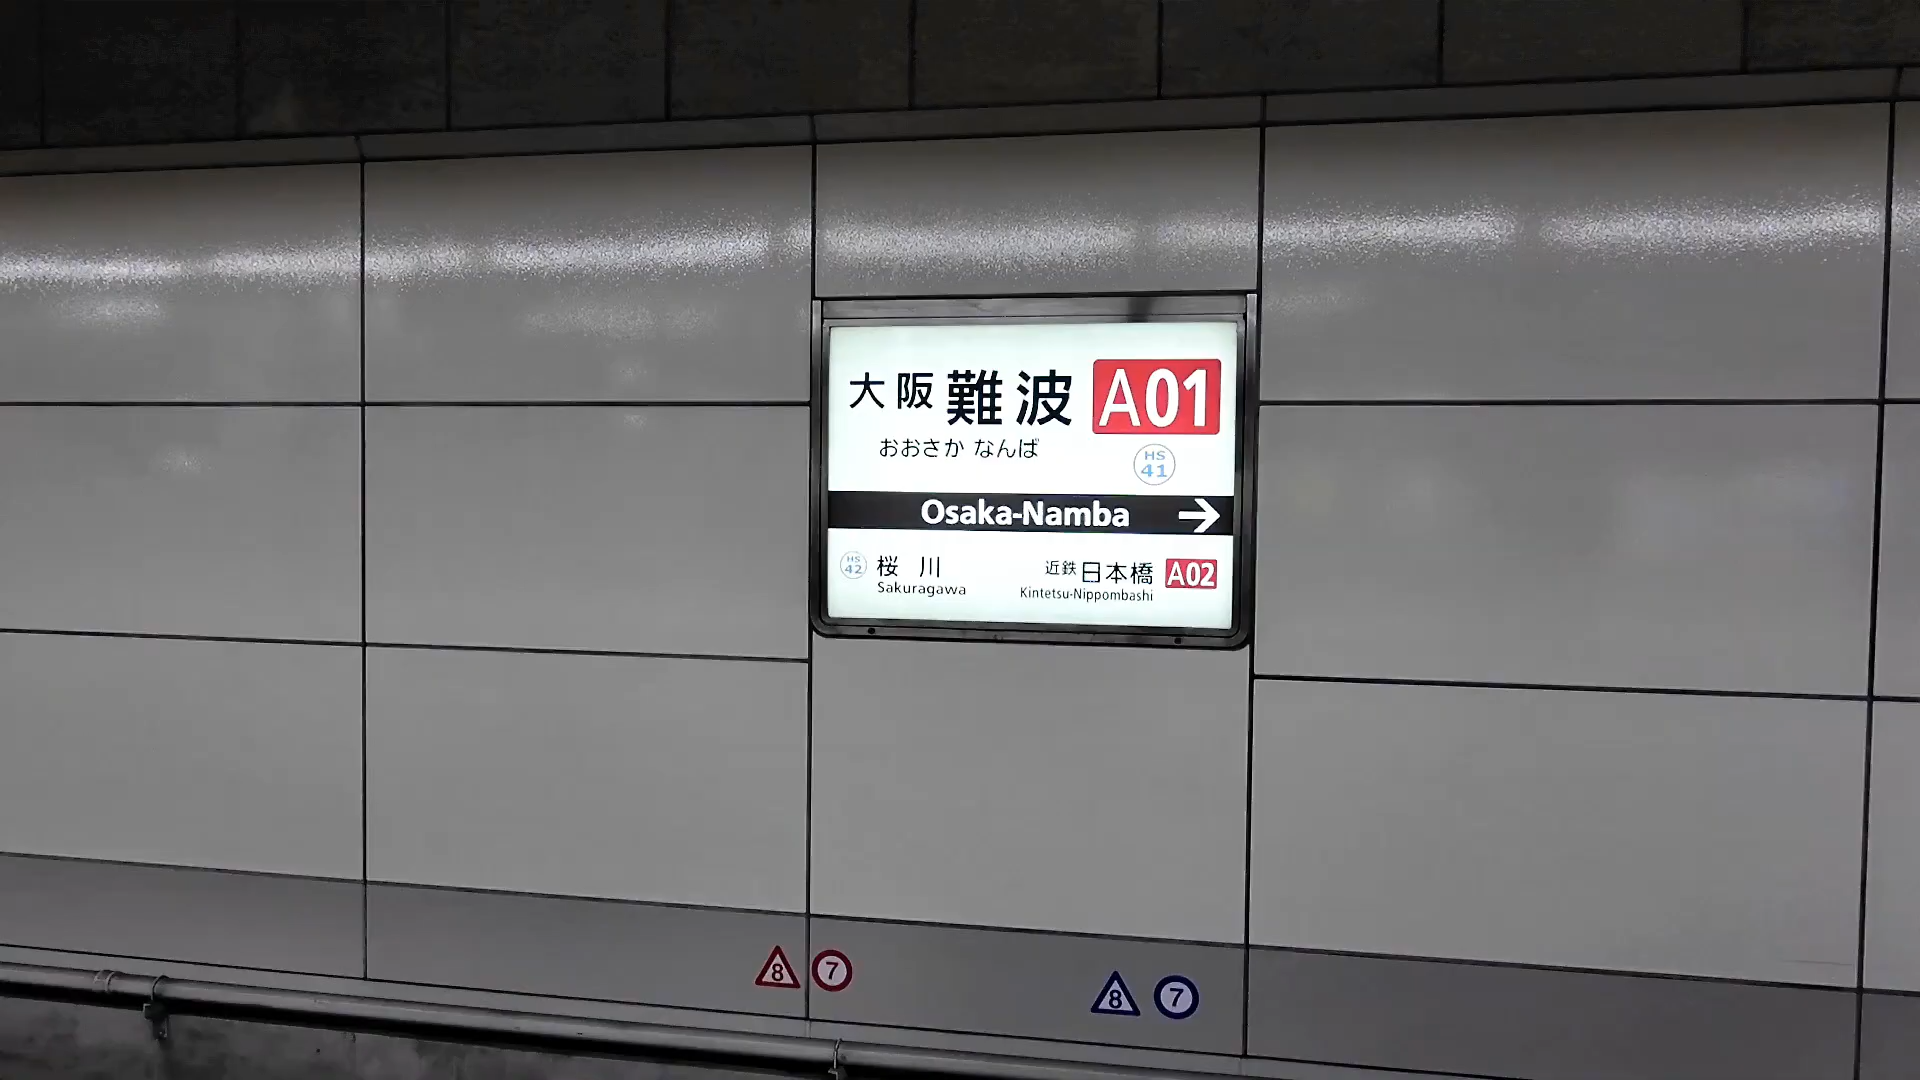 大阪難波 A01
おおさか なんば
HS
41
Osaka-Namba →
HS
42
桜川
Sakuragawa
近鉄日本橋 A02
Kintetsu-Nippombashi
8 7
8 7